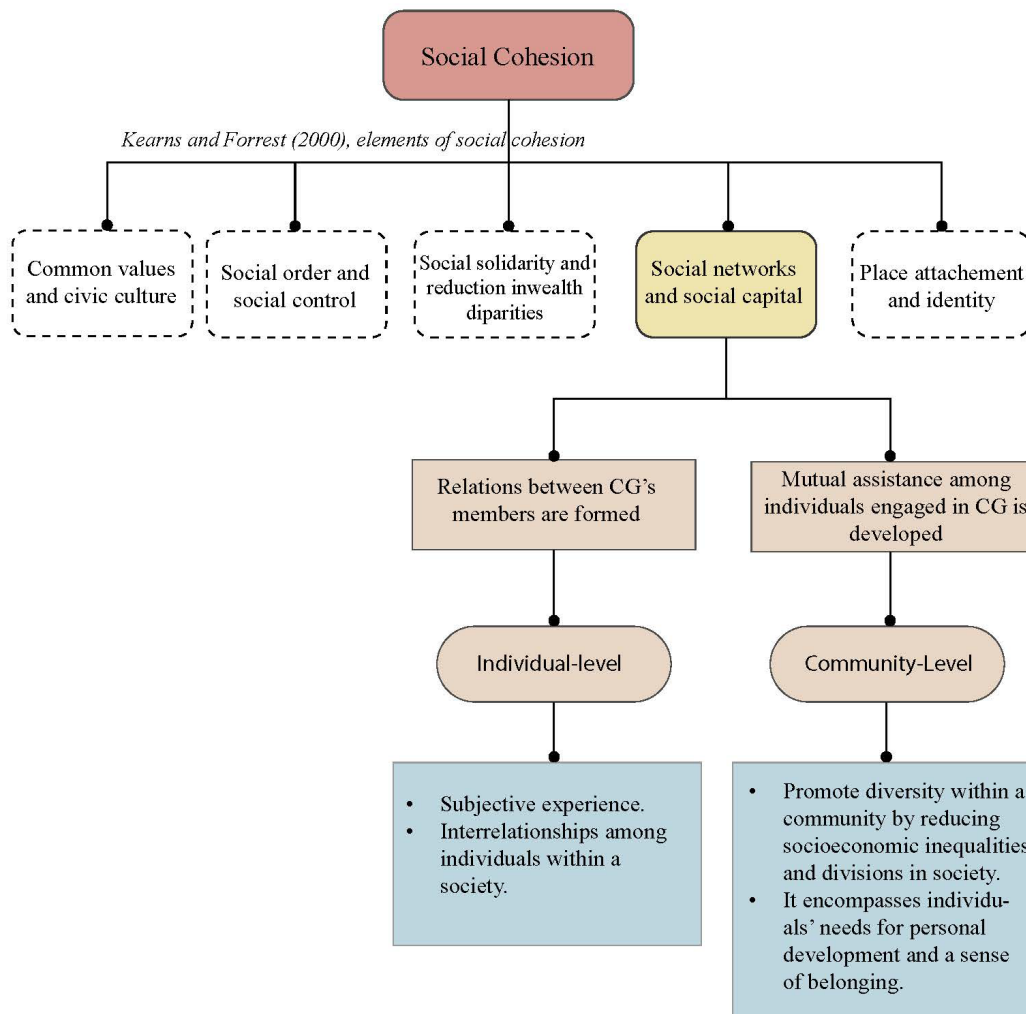 Social Cohesion
Kearns and Forrest (2000), elements of social cohesion
Common values
and civic culture
Social order and
social control
Social solidarity and
reduction inwealth
diparities
Social networks
and social capital
Place attachement
and identity
Relations between CG's
members are formed
Mutual assistance among
individuals engaged in CG is
developed
Individual-level
Community-Level
• Subjective experience.
• Interrelationships among
individuals within a
society.
• Promote diversity within a
community by reducing
socioeconomic inequalities
and divisions in society.
• It encompasses individu-
als' needs for personal
development and a sense
of belonging.